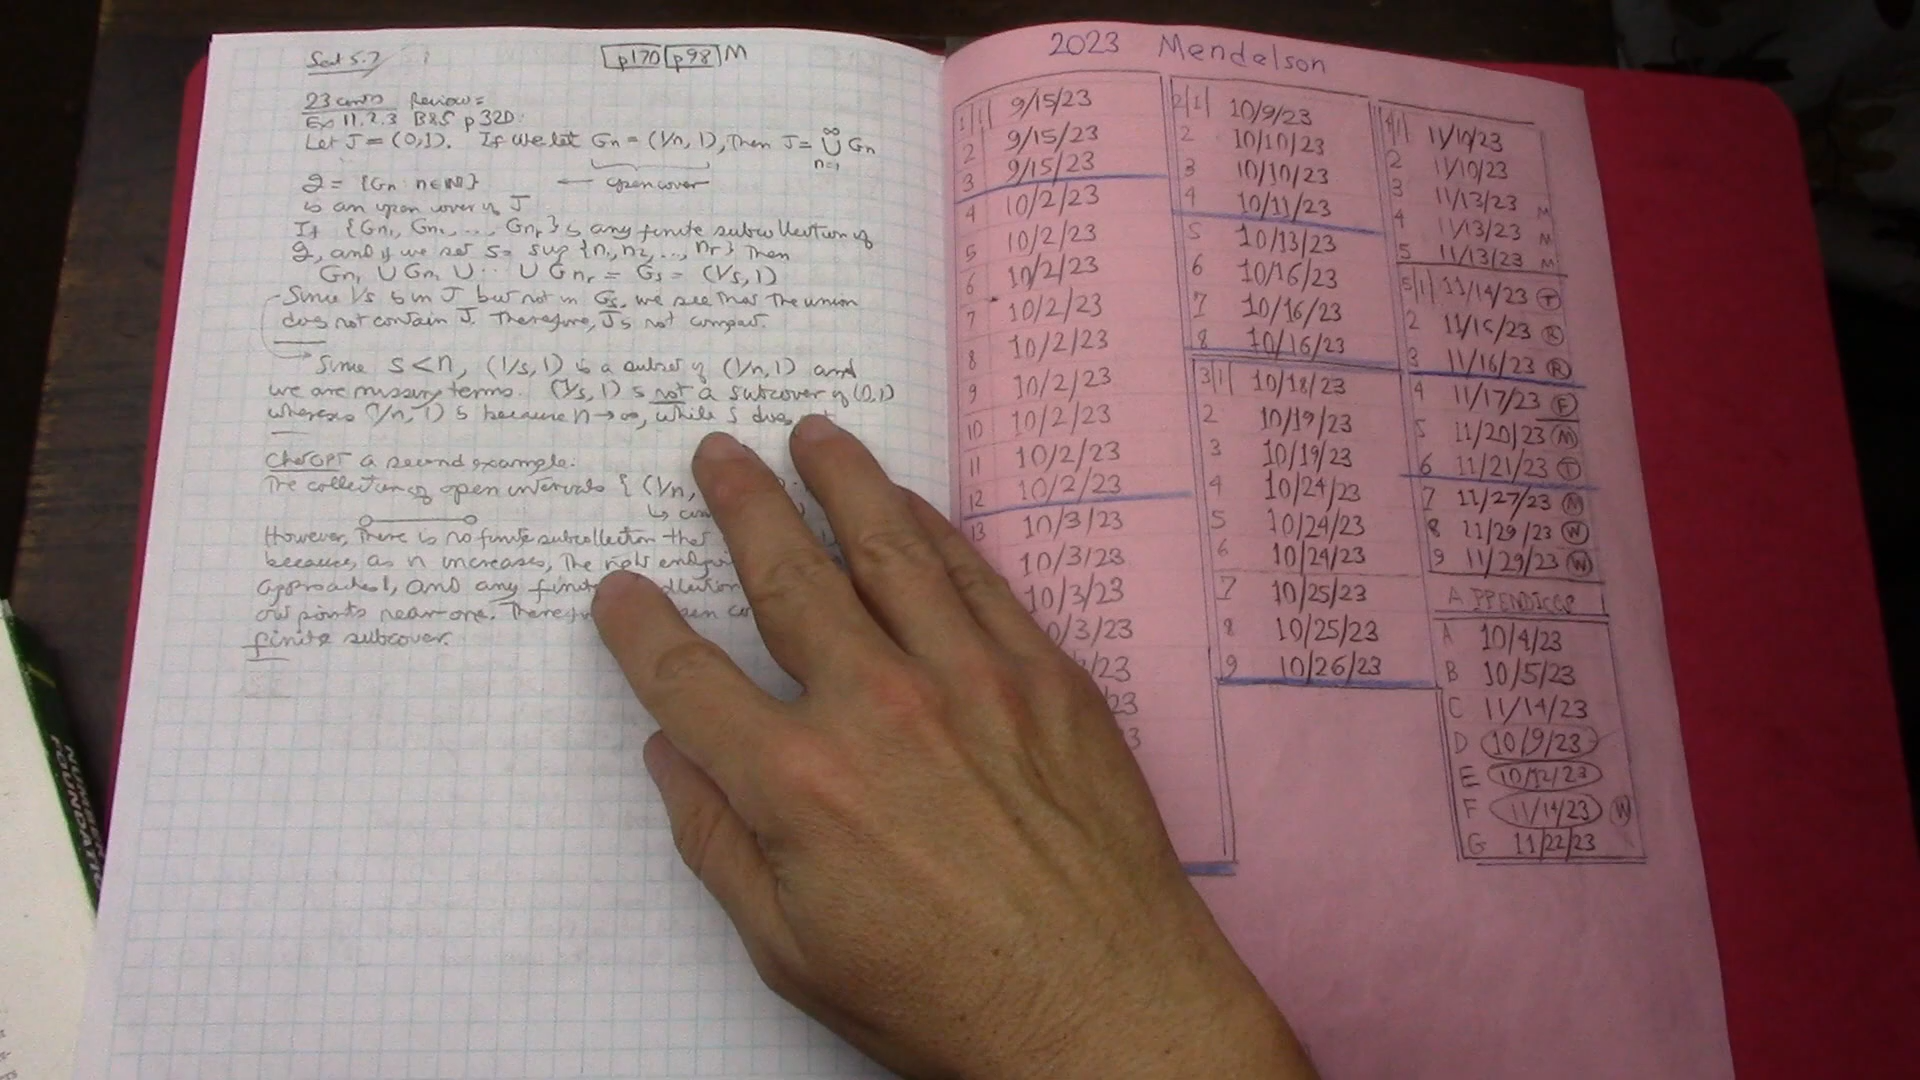 Sect 5.7
p170 p98 M
23 cont'd Review:
Ex 11.2.3 B&S p 320:
Let J = (0,1). If we let Gn = (1/n, 1), Then J = ∞ ∪ n=1 Gn
G = {Gn : n∈ℕ} ← open cover
is an open cover of J
If {Gn1, Gn2, ..., Gnr} is any finite subcollection of
G, and if we set s = sup {n1, n2, ..., nr} Then
Gn1 ∪ Gn2 ∪ ·· ∪ Gnr = Gs = (1/s, 1)
Since 1/s is in J but not in Gs, we see that the union
does not contain J. Therefore, J is not compact.
Since s < n, (1/s, 1) is a subset of (1/n, 1) and
we are missing terms. (1/s, 1) is not a subcover of (0,1)
whereas (1/n, 1) is because n → ∞, while s does
ChatGPT a second example:
The collection of open intervals { (1/n,
However, there is no finite subcollection that
because, as n increases, the right
approaches 1, and any finite
out points near one.
finite subcover.
2023 Mendelson
1 | 1 | 9/15/23
2 9/15/23
3 9/15/23
4 10/2/23
5 10/2/23
6 10/2/23
7 10/2/23
8 10/2/23
9 10/2/23
10 10/2/23
11 10/2/23
12 10/2/23
13 10/3/23
10/3/23
10/3/23
0/3/23
/23
23
3
2 | 1 | 10/9/23
2 10/10/23
3 10/10/23
4 10/11/23
5 10/13/23
6 10/16/23
7 10/16/23
8 10/16/23
3 | 1 | 10/18/23
2 10/19/23
3 10/19/23
4 10/24/23
5 10/24/23
6 10/24/23
7 10/25/23
8 10/25/23
9 10/26/23
4 | 1 | 11/10/23
2 11/10/23
3 11/13/23 M
4 11/13/23 M
5 11/13/23 M
5 | 1 | 11/14/23 T
2 11/15/23 R
3 11/16/23 R
4 11/17/23 F
5 11/20/23 M
6 11/21/23 T
7 11/27/23 M
8 11/29/23 W
9 11/29/23 W
APPENDICES
A 10/4/23
B 10/5/23
C 11/14/23
D 10/9/23
E 10/12/23
F 11/14/23 W
G 11/22/23